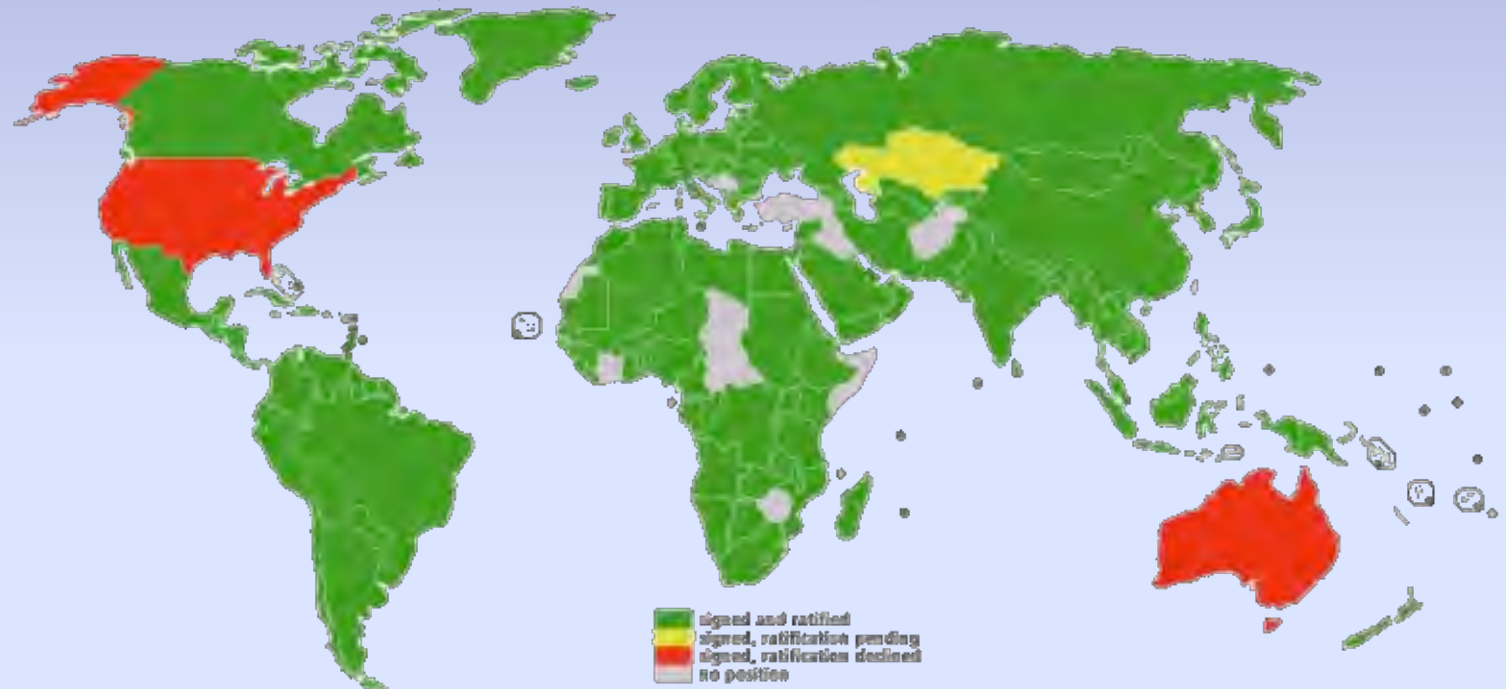 signed and ratified
signed, ratification pending
signed, ratification declined
no position